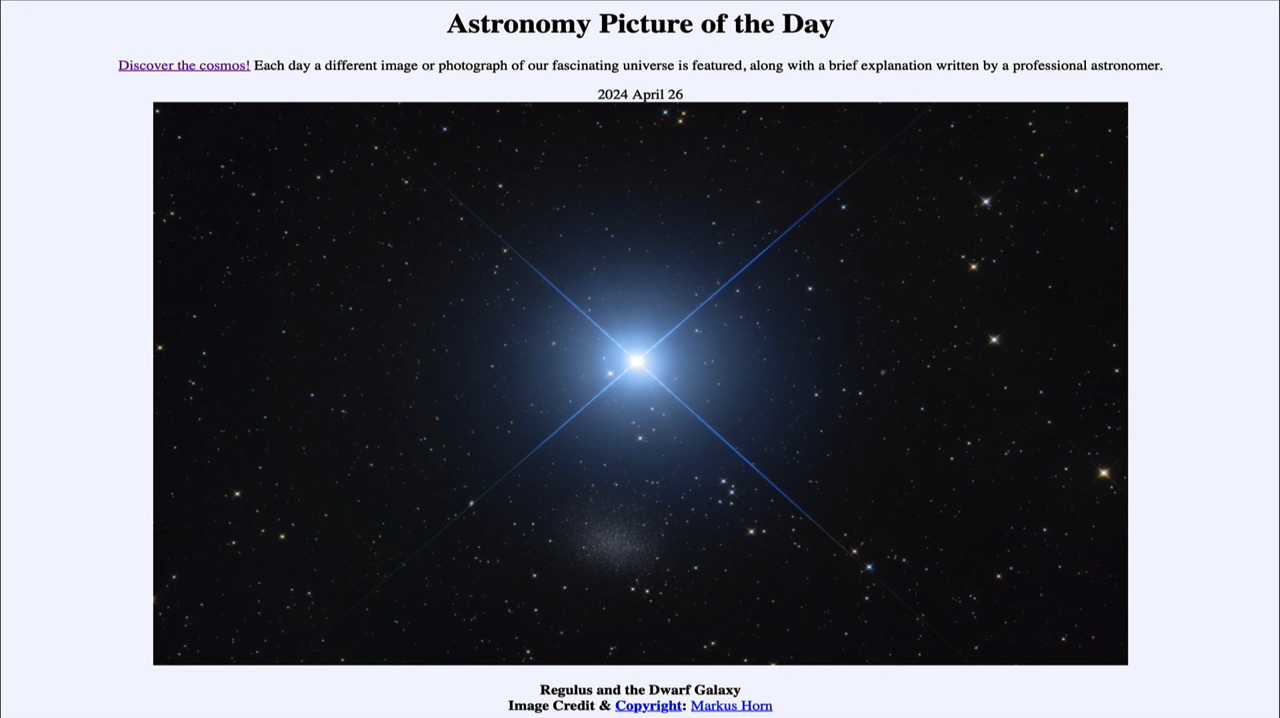 Astronomy Picture of the Day
Discover the cosmos! Each day a different image or photograph of our fascinating universe is featured, along with a brief explanation written by a professional astronomer.
2024 April 26
Regulus and the Dwarf Galaxy
Image Credit & Copyright: Markus Horn